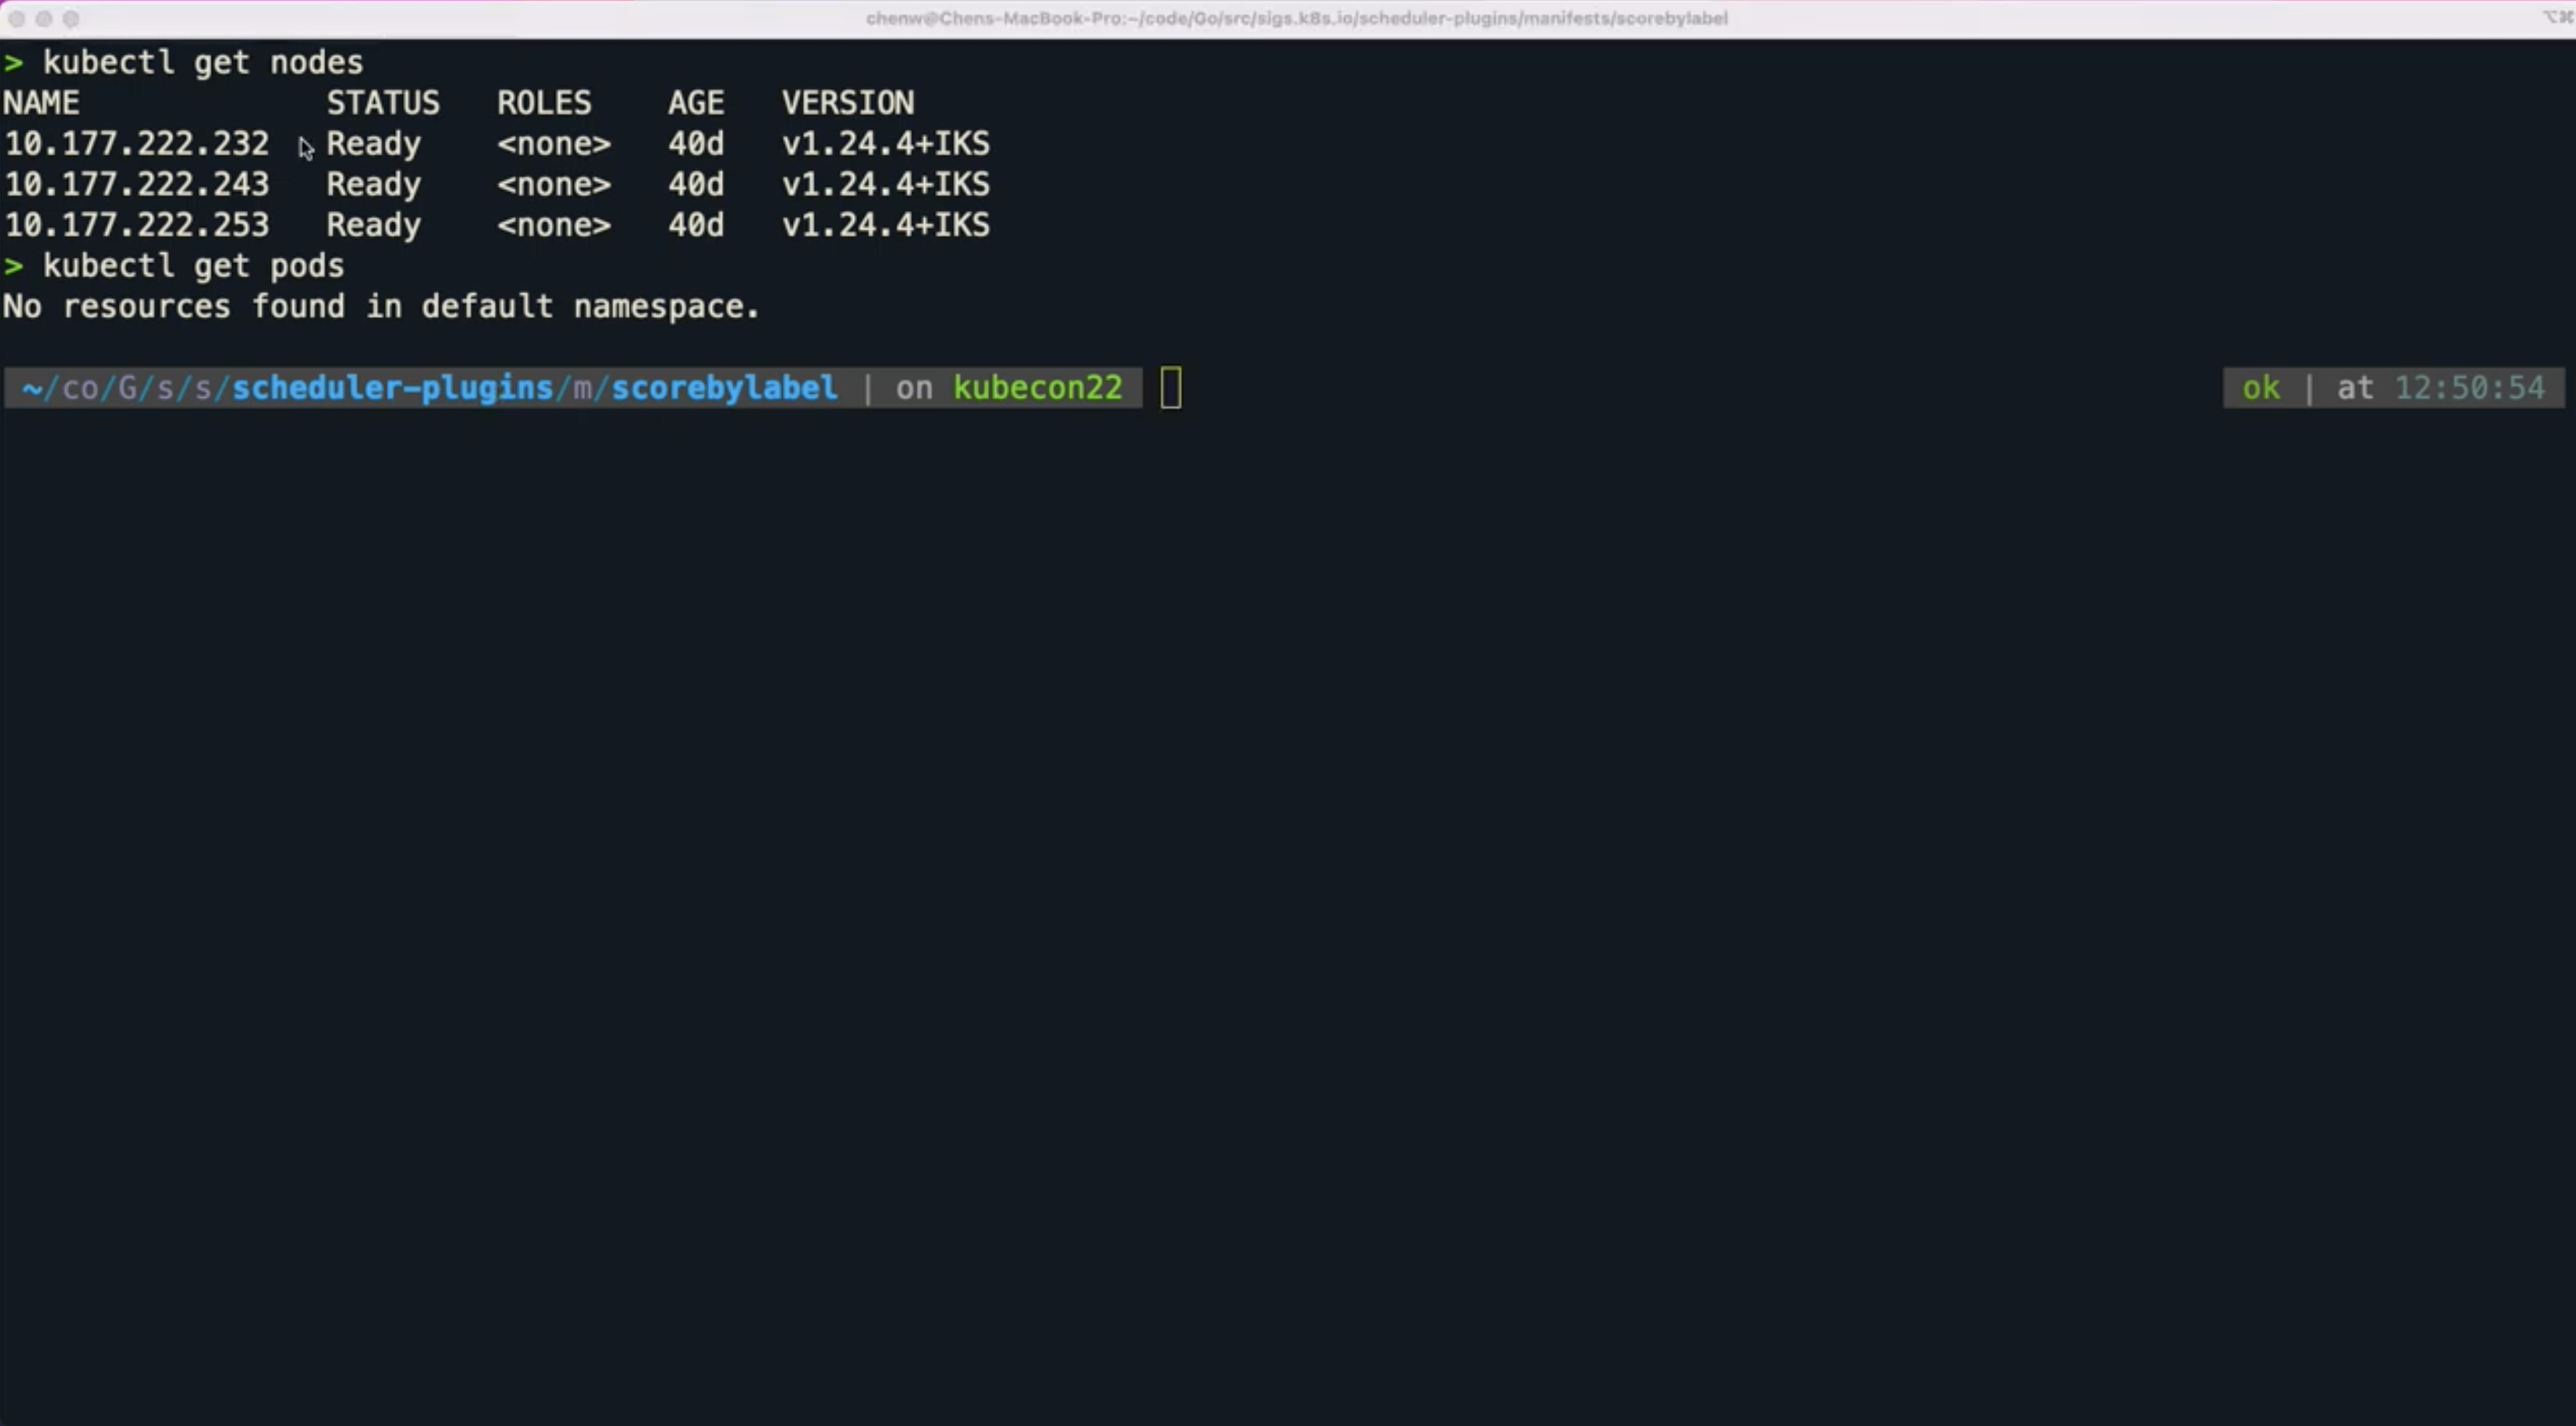 chenw@Chens-MacBook-Pro:~/code/Go/src/sigs.k8s.io/scheduler-plugins/manifests/scorebylabel ⌥⌘
> kubectl get nodes
NAME STATUS ROLES AGE VERSION
10.177.222.232 Ready <none> 40d v1.24.4+IKS
10.177.222.243 Ready <none> 40d v1.24.4+IKS
10.177.222.253 Ready <none> 40d v1.24.4+IKS
> kubectl get pods
No resources found in default namespace.
~/co/G/s/s/scheduler-plugins/m/scorebylabel | on kubecon22 ok | at 12:50:54